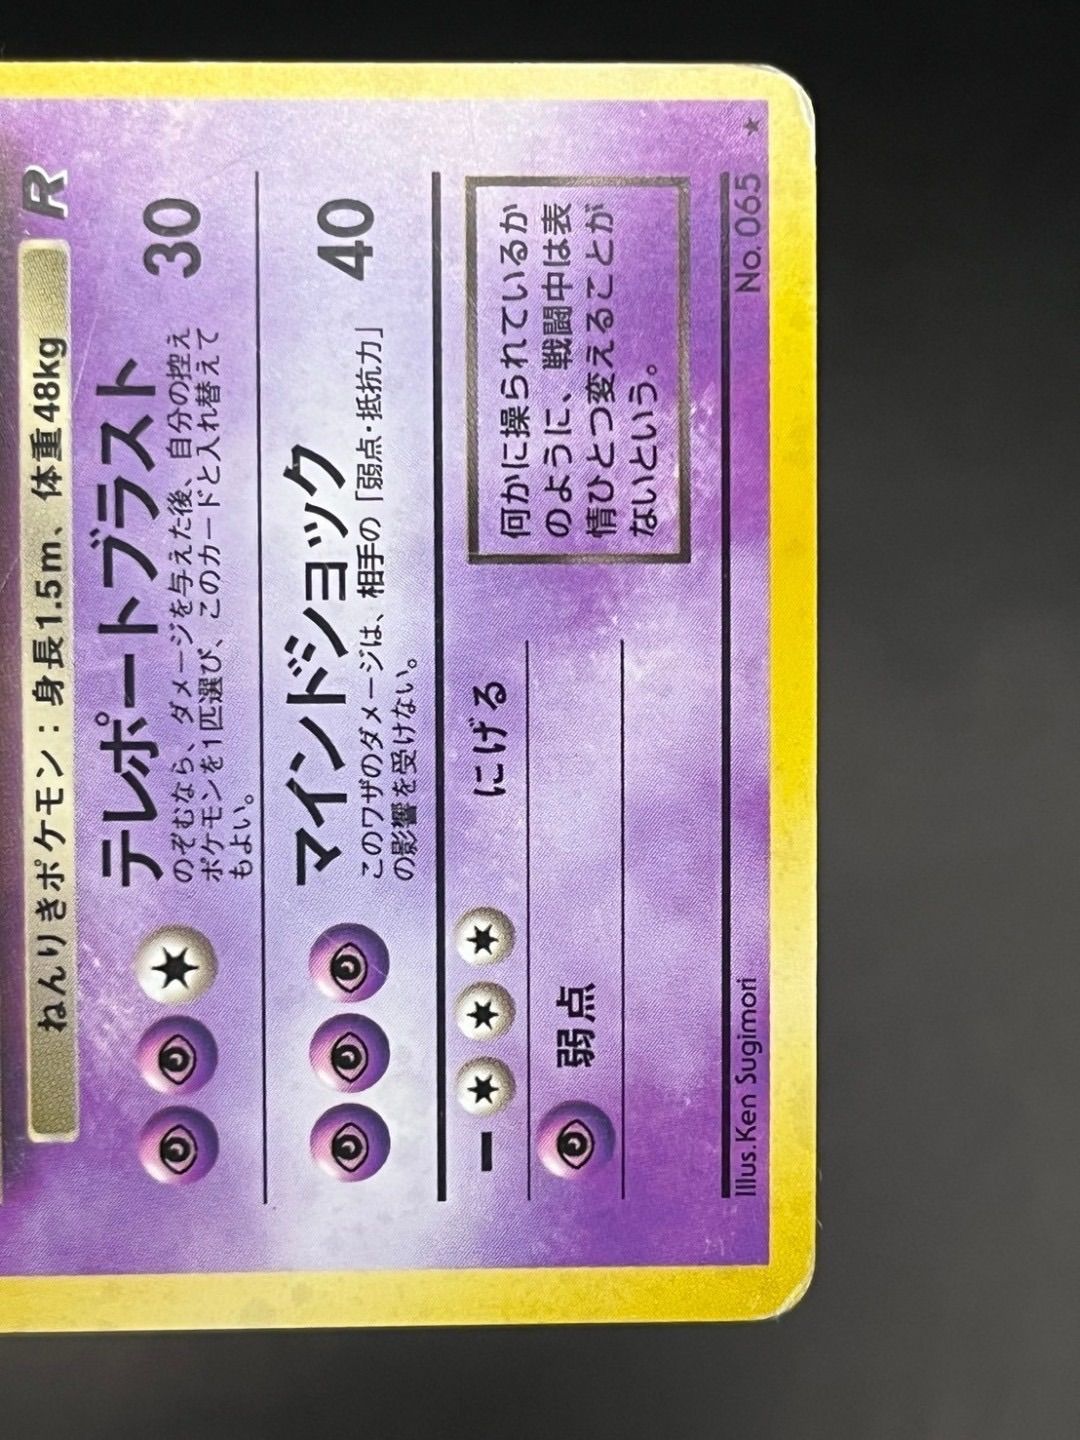 R
ねんりきポケモン：身長1.5m、体重48kg
テレポートブラスト 30
のぞむなら、ダメージを与えた後、自分の控え
ポケモンを1匹選び、このカードと入れ替えて
もよい。
マインドショック 40
このワザのダメージは、相手の「弱点・抵抗力」
の影響を受けない。
ー にげる
弱点
何かに操られているか
のように、戦闘中は表
情ひとつ変えることが
ないという。
Illus.Ken Sugimori
No.065 ★